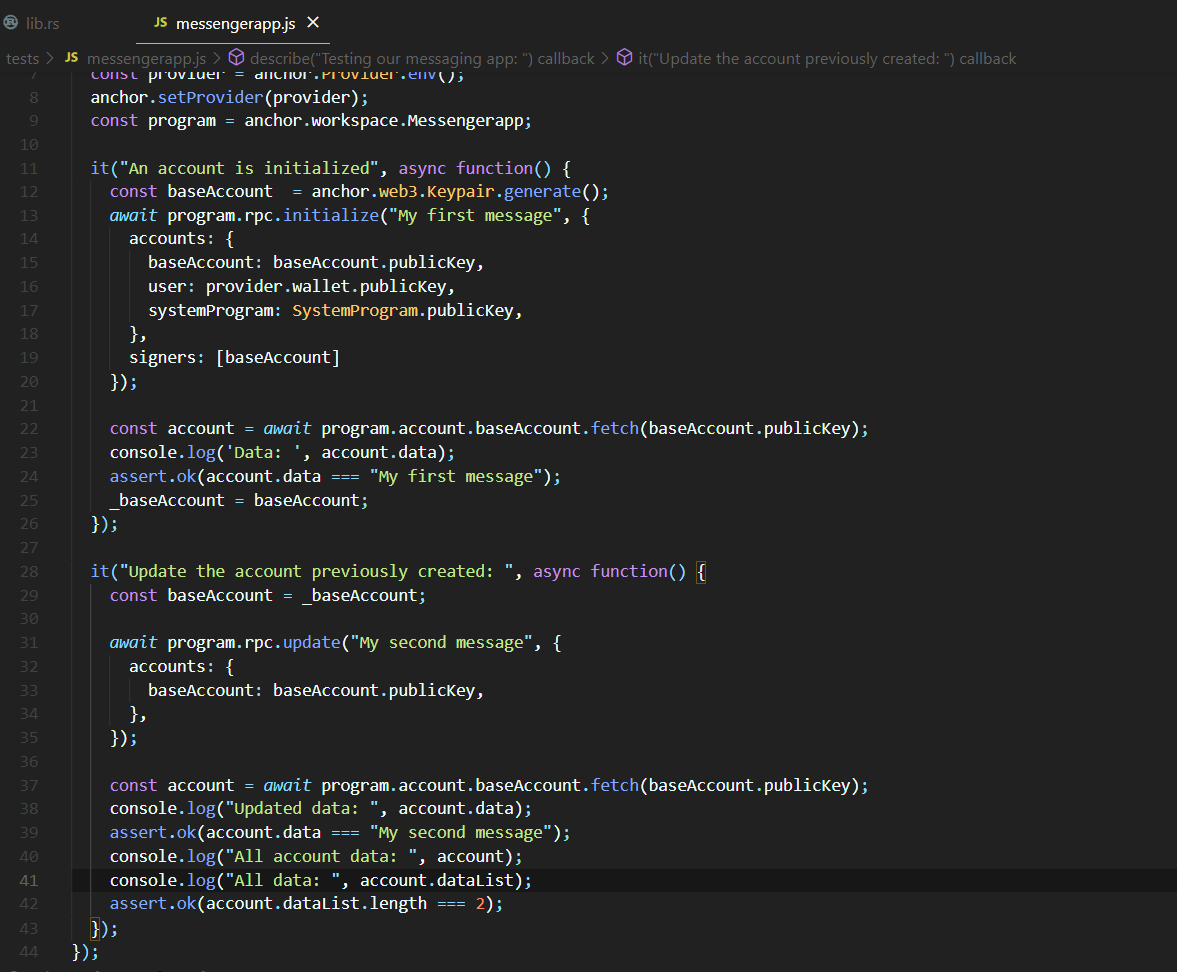 lib.rs
JS messengerapp.js ×
tests > JS messengerapp.js > describe("Testing our messaging app: ") callback > it("Update the account previously created: ") callback
7 const provider = anchor.Provider.env();
8 anchor.setProvider(provider);
9 const program = anchor.workspace.Messengerapp;
10
11 it("An account is initialized", async function() {
12 const baseAccount  = anchor.web3.Keypair.generate();
13 await program.rpc.initialize("My first message", {
14 accounts: {
15 baseAccount: baseAccount.publicKey,
16 user: provider.wallet.publicKey,
17 systemProgram: SystemProgram.publicKey,
18 },
19 signers: [baseAccount]
20 });
21
22 const account = await program.account.baseAccount.fetch(baseAccount.publicKey);
23 console.log('Data: ', account.data);
24 assert.ok(account.data === "My first message");
25 _baseAccount = baseAccount;
26 });
27
28 it("Update the account previously created: ", async function() {
29 const baseAccount = _baseAccount;
30
31 await program.rpc.update("My second message", {
32 accounts: {
33 baseAccount: baseAccount.publicKey,
34 },
35 });
36
37 const account = await program.account.baseAccount.fetch(baseAccount.publicKey);
38 console.log("Updated data: ", account.data);
39 assert.ok(account.data === "My second message");
40 console.log("All account data: ", account);
41 console.log("All data: ", account.dataList);
42 assert.ok(account.dataList.length === 2);
43 });
44 });